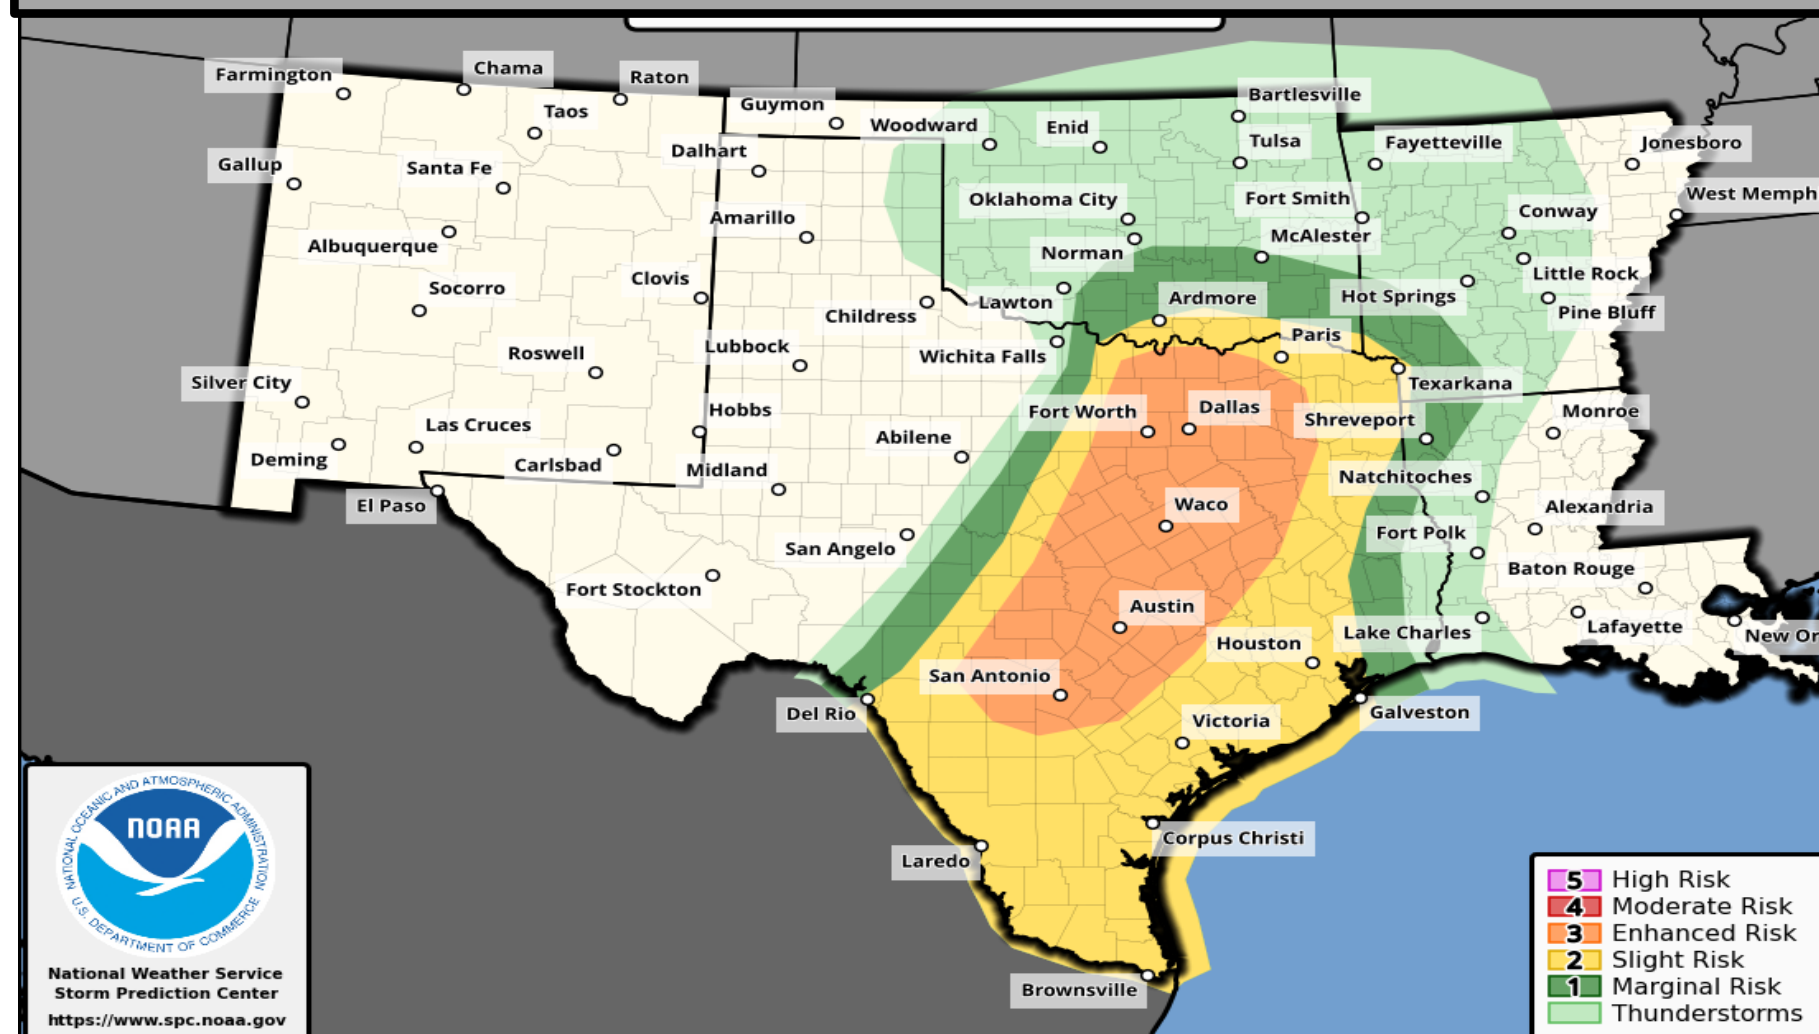 Farmington
Chama
Raton
Taos
Guymon
Woodward
Enid
Bartlesville
Tulsa
Fayetteville
Jonesboro
Gallup
Santa Fe
Dalhart
Oklahoma City
Fort Smith
Conway
West Memph
Albuquerque
Amarillo
Norman
McAlester
Little Rock
Socorro
Clovis
Childress
Lawton
Ardmore
Hot Springs
Pine Bluff
Roswell
Lubbock
Wichita Falls
Paris
Texarkana
Silver City
Las Cruces
Hobbs
Abilene
Fort Worth
Dallas
Shreveport
Monroe
Deming
Carlsbad
Midland
Natchitoches
El Paso
Waco
Alexandria
San Angelo
Fort Polk
Fort Stockton
Baton Rouge
Austin
Houston
Lake Charles
Lafayette
New Or
San Antonio
Del Rio
Victoria
Galveston
Laredo
Corpus Christi
Brownsville
NATIONAL OCEANIC AND ATMOSPHERIC ADMINISTRATION
NOAA
U.S. DEPARTMENT OF COMMERCE
National Weather Service
Storm Prediction Center
https://www.spc.noaa.gov
5 High Risk
4 Moderate Risk
3 Enhanced Risk
2 Slight Risk
1 Marginal Risk
Thunderstorms